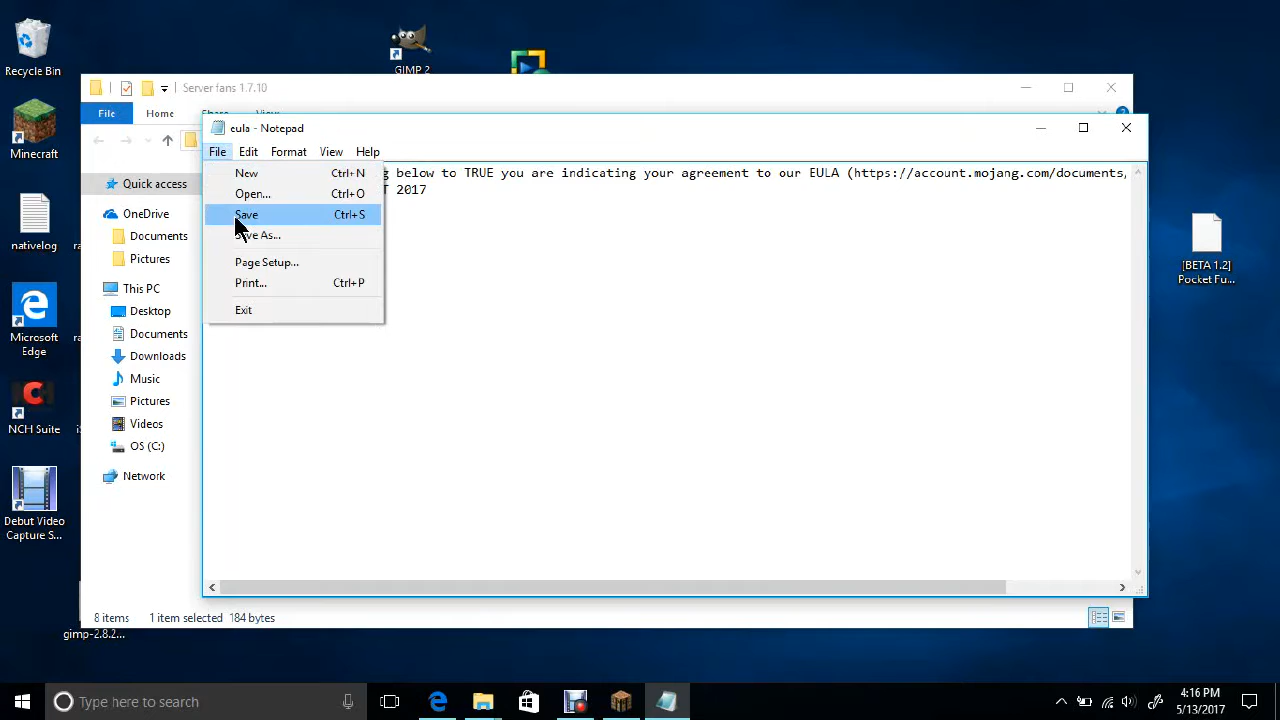 Recycle Bin
GIMP 2
Server fans 1.7.10
File Home Share View
eula - Notepad
File Edit Format View Help
New Ctrl+N
Open... Ctrl+O
Save Ctrl+S
Save As...
Page Setup...
Print... Ctrl+P
Exit
g below to TRUE you are indicating your agreement to our EULA (https://account.mojang.com/documents,
T 2017
Minecraft
nativelog
Microsoft
Edge
NCH Suite
Debut Video
Capture S...
Quick access
OneDrive
Documents
Pictures
This PC
Desktop
Documents
Downloads
Music
Pictures
Videos
OS (C:)
Network
[BETA 1.2]
Pocket Fu...
8 items 1 item selected 184 bytes
gimp-2.8.2...
Type here to search
4:16 PM
5/13/2017